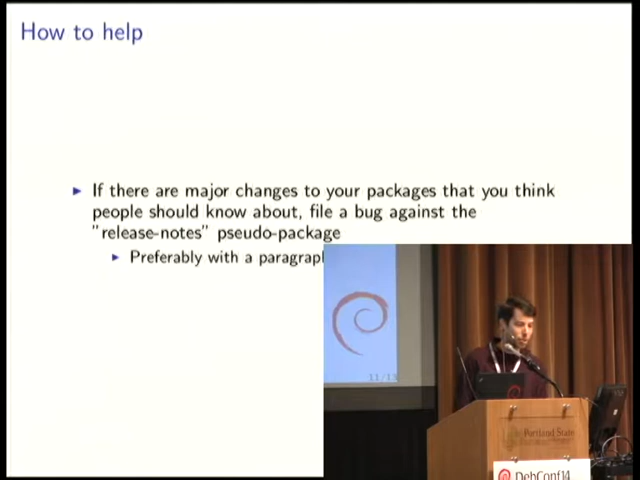 How to help
If there are major changes to your packages that you think
people should know about, file a bug against the
"release-notes" pseudo-package
Preferably with a paragrap
11/13
Portland State
DebConf14